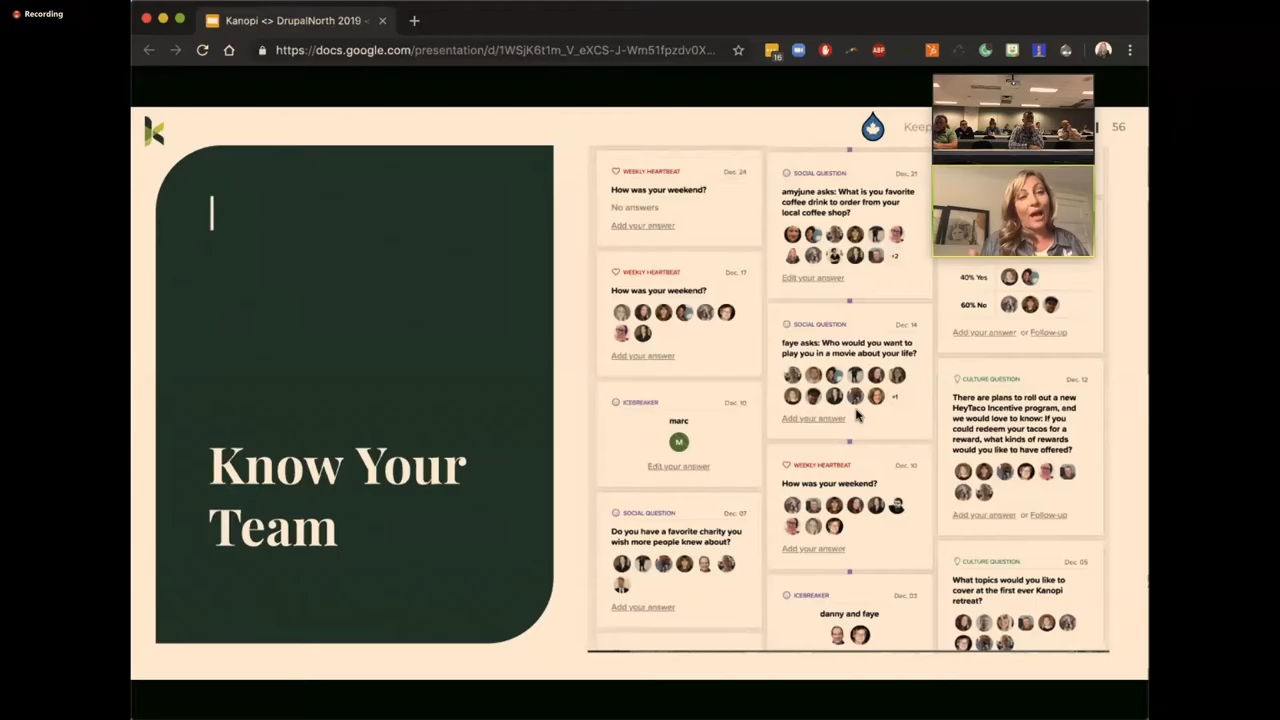 Recording
Kanopi <> DrupalNorth 2019
https://docs.google.com/presentation/d/1WSjK6t1m_V_eXCS-J-Wm51fpzdv0X...
16
ABP
Keep
56
Know Your
Team
WEEKLY HEARTBEAT Dec. 24
How was your weekend?
No answers
Add your answer
WEEKLY HEARTBEAT Dec. 17
How was your weekend?
Add your answer
ICEBREAKER Dec. 10
marc
M
Edit your answer
SOCIAL QUESTION Dec. 07
Do you have a favorite charity you
wish more people knew about?
Add your answer
SOCIAL QUESTION Dec. 21
amyjune asks: What is you favorite
coffee drink to order from your
local coffee shop?
+2
Edit your answer
SOCIAL QUESTION Dec. 14
faye asks: Who would you want to
play you in a movie about your life?
+1
Add your answer
WEEKLY HEARTBEAT Dec. 10
How was your weekend?
Add your answer
ICEBREAKER Dec. 03
danny and faye
40% Yes
60% No
Add your answer or Follow-up
CULTURE QUESTION Dec. 12
There are plans to roll out a new
HeyTaco Incentive program, and
we would love to know: If you
could redeem your tacos for a
reward, what kinds of rewards
would you like to have offered?
Add your answer or Follow-up
CULTURE QUESTION Dec. 05
What topics would you like to
cover at the first ever Kanopi
retreat?